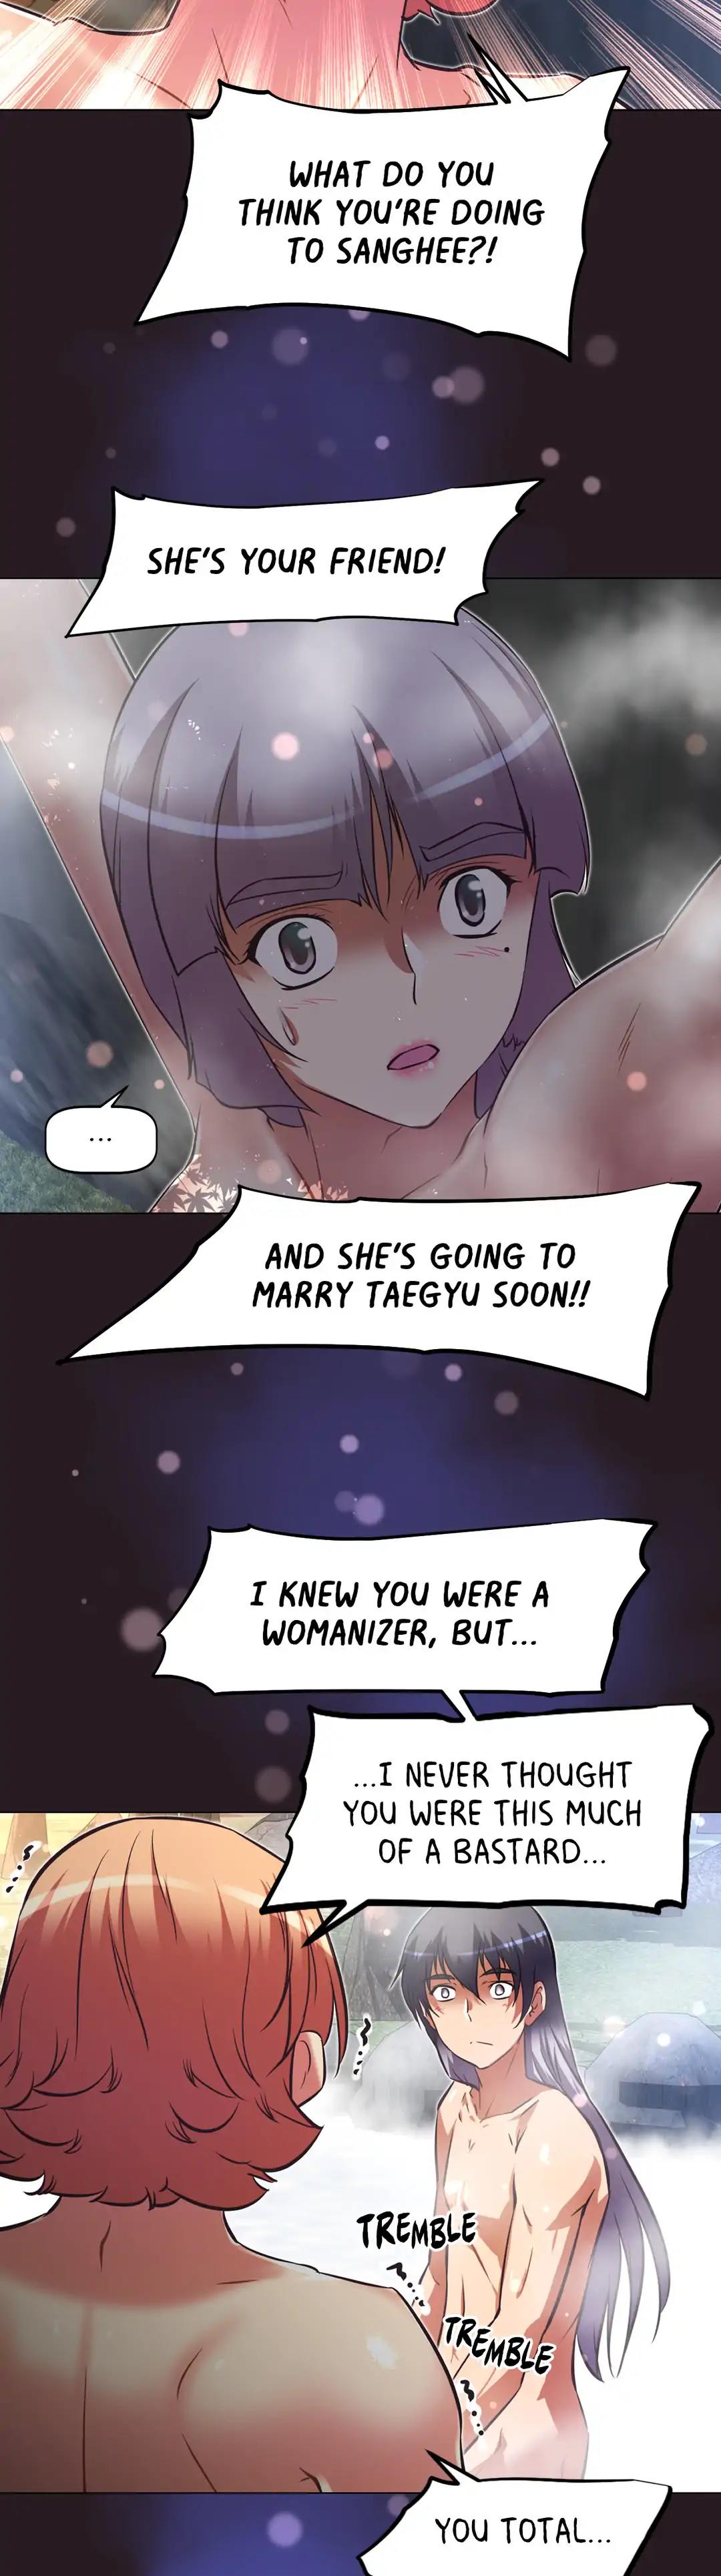 WHAT DO YOU
THINK YOU'RE DOING
TO SANGHEE?!
SHE'S YOUR FRIEND!
...
AND SHE'S GOING TO
MARRY TAEGYU SOON!!
I KNEW YOU WERE A
WOMANIZER, BUT...
...I NEVER THOUGHT
YOU WERE THIS MUCH
OF A BASTARD...
TREMBLE
TREMBLE
YOU TOTAL...